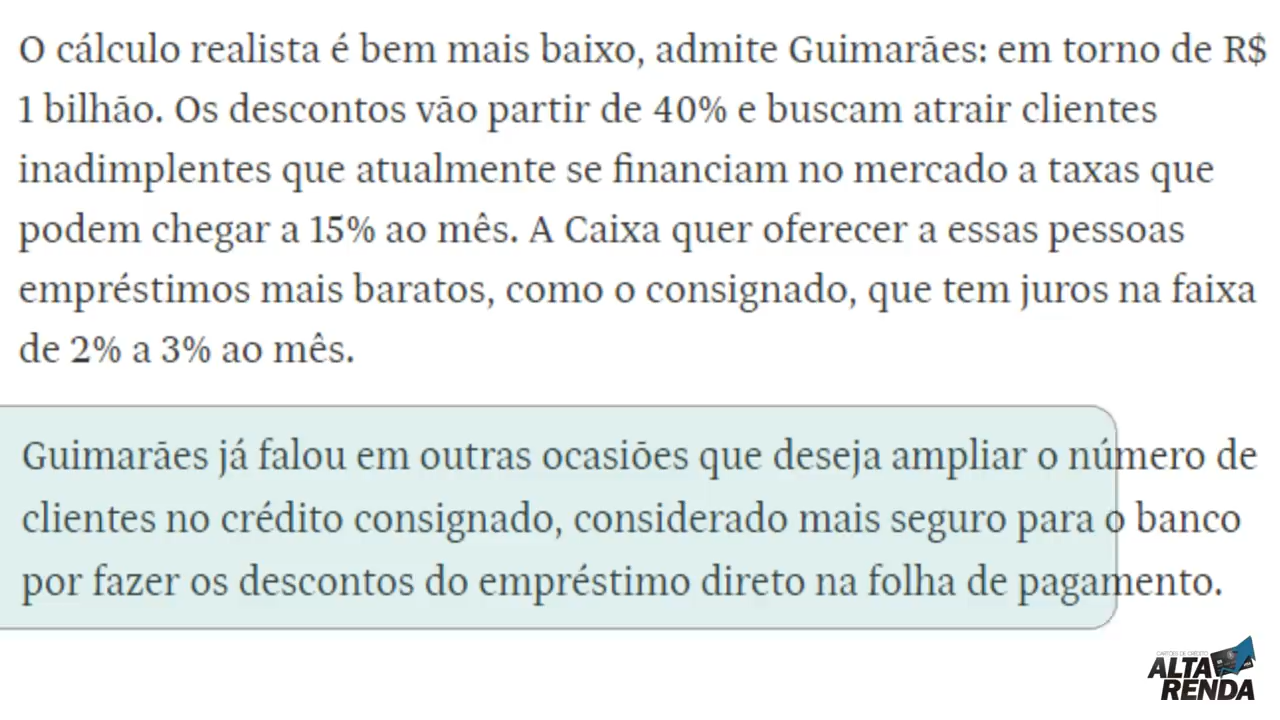 O cálculo realista é bem mais baixo, admite Guimarães: em torno de R$
1 bilhão. Os descontos vão partir de 40% e buscam atrair clientes
inadimplentes que atualmente se financiam no mercado a taxas que
podem chegar a 15% ao mês. A Caixa quer oferecer a essas pessoas
empréstimos mais baratos, como o consignado, que tem juros na faixa
de 2% a 3% ao mês.
Guimarães já falou em outras ocasiões que deseja ampliar o número de
clientes no crédito consignado, considerado mais seguro para o banco
por fazer os descontos do empréstimo direto na folha de pagamento.
CARTÕES DE CRÉDITO
ALTA
RENDA